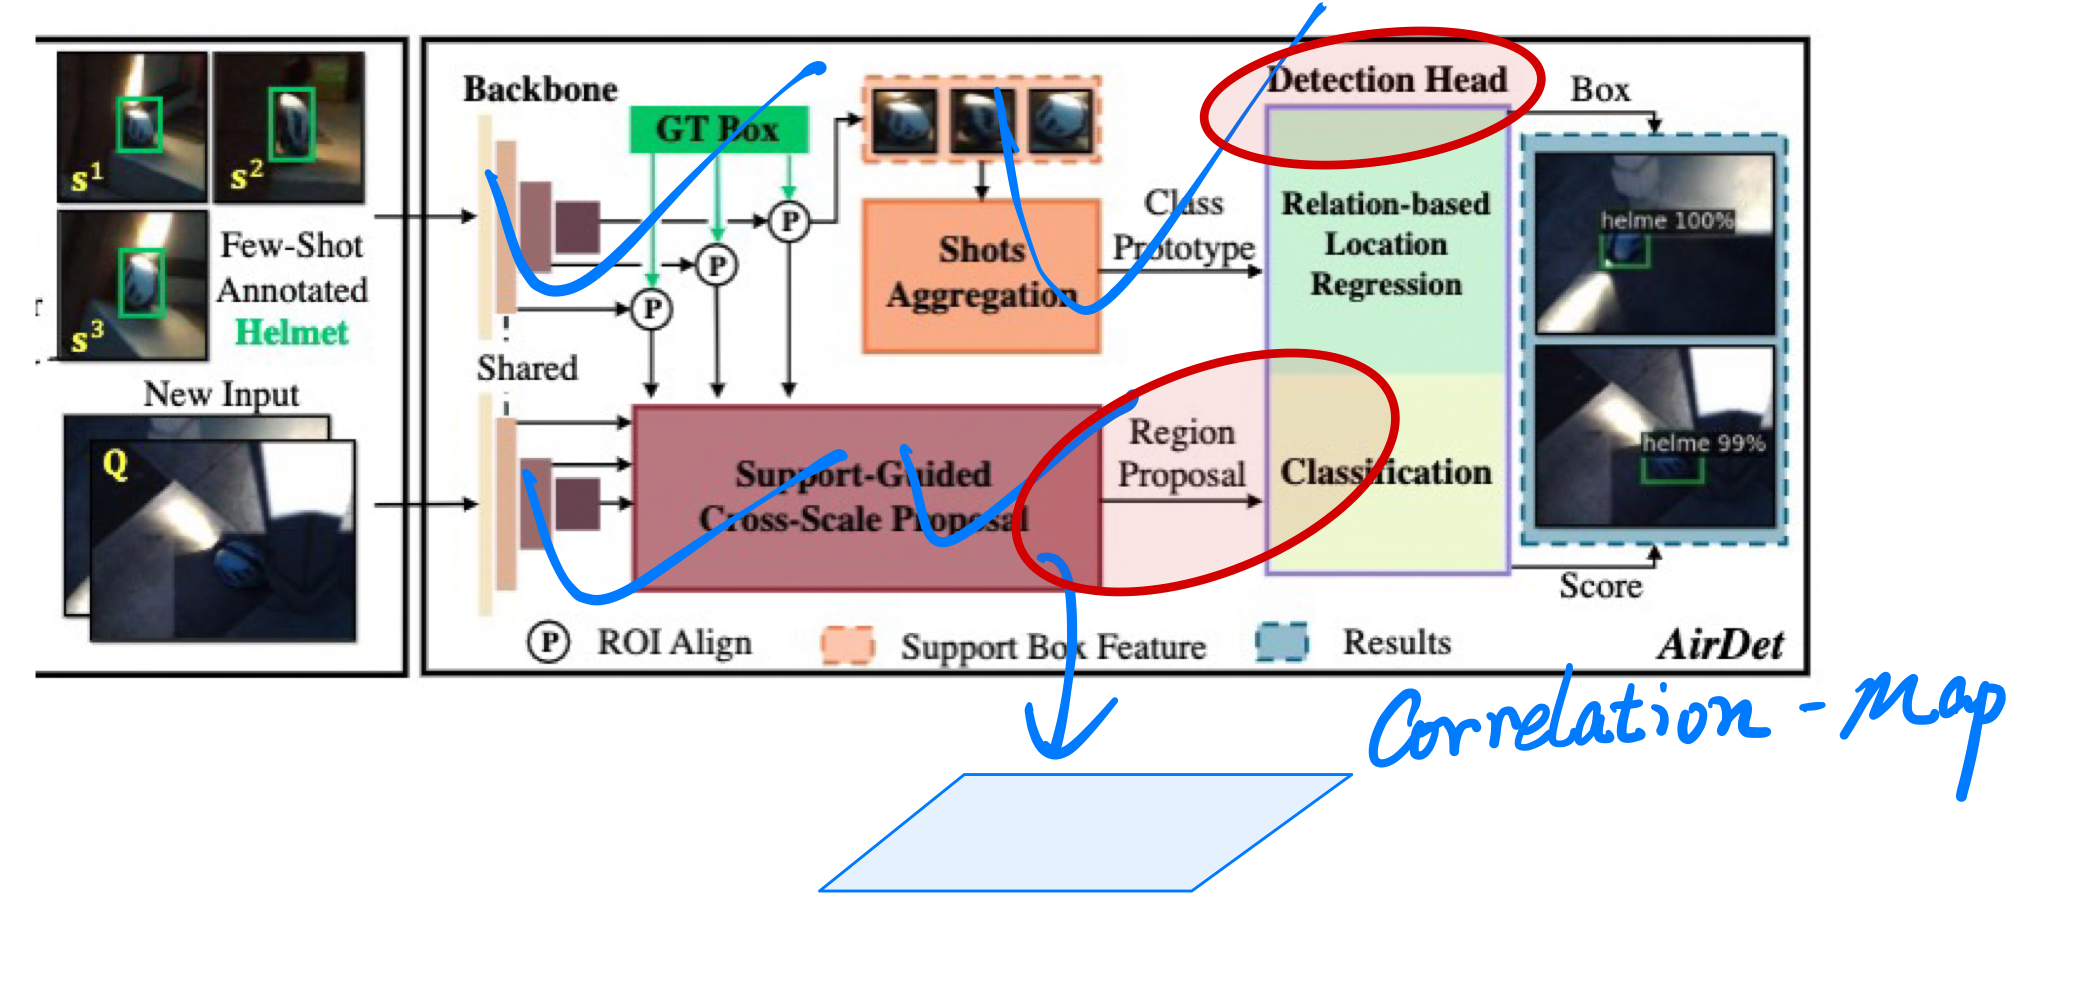 s1
s2
s3
Few-Shot
Annotated
Helmet
New Input
Q
Backbone
GT Box
P
P
P
Shared
Shots
Aggregation
Class
Prototype
Support-Guided
Cross-Scale Proposal
Region
Proposal
Detection Head
Relation-based
Location
Regression
Classification
Box
helme 100%
helme 99%
Score
P ROI Align
Support Box Feature
Results
AirDet
Correlation - Map